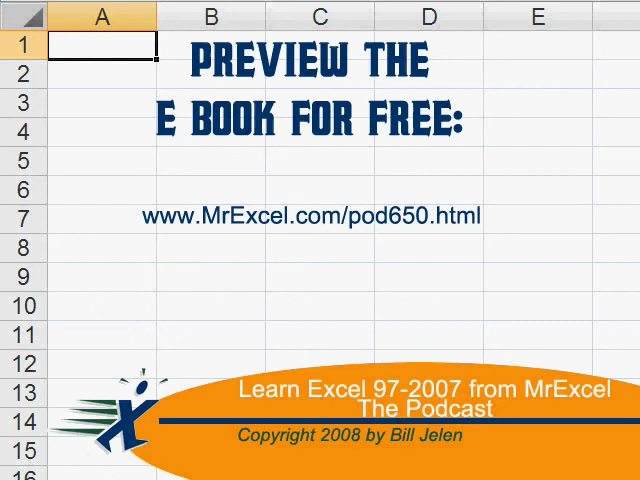 A B C D E
1
PREVIEW THE
2
3
E BOOK FOR FREE:
4
5
6
7
www.MrExcel.com/pod650.html
8
9
10
11
12
13
Learn Excel 97-2007 from MrExcel
The Podcast
14
Copyright 2008 by Bill Jelen
15
16